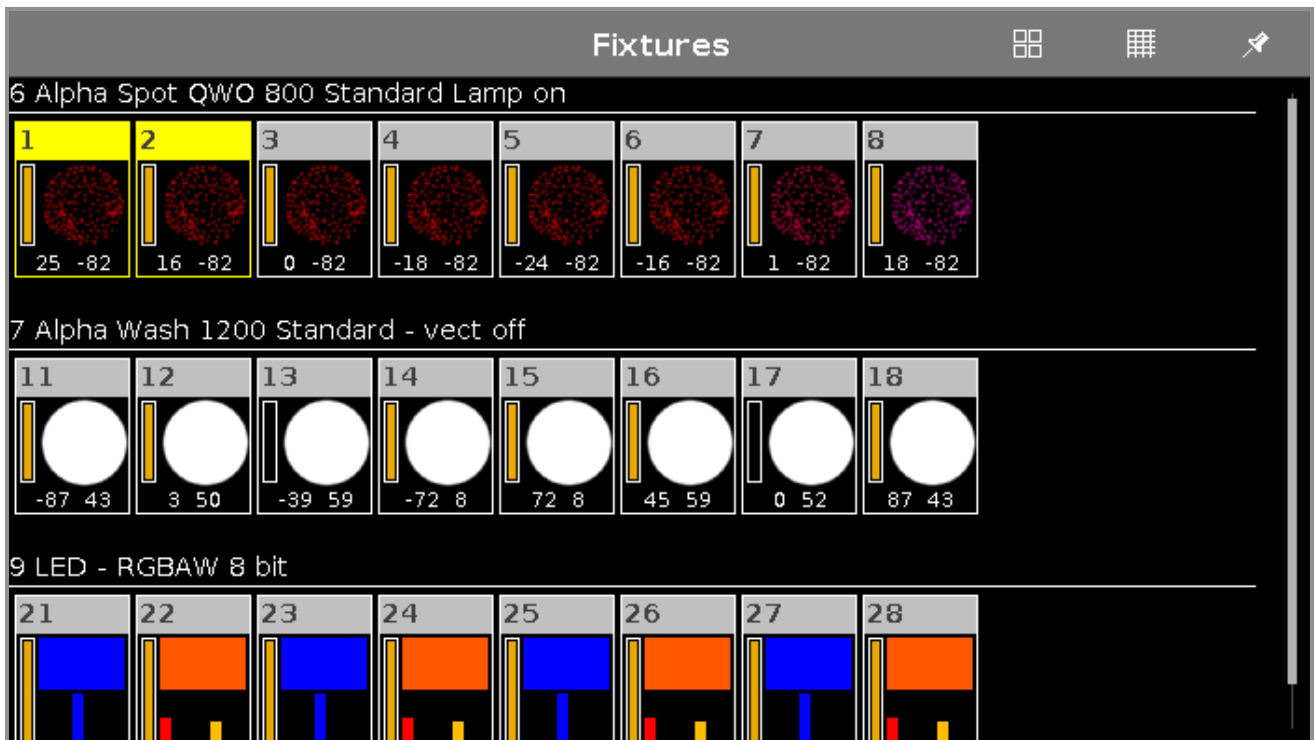 Fixtures
6 Alpha Spot QWO 800 Standard Lamp on
1 2 3 4 5 6 7 8
25 -82 16 -82 0 -82 -18 -82 -24 -82 -16 -82 1 -82 18 -82
7 Alpha Wash 1200 Standard - vect off
11 12 13 14 15 16 17 18
-87 43 3 50 -39 59 -72 8 72 8 45 59 0 52 87 43
9 LED - RGBAW 8 bit
21 22 23 24 25 26 27 28